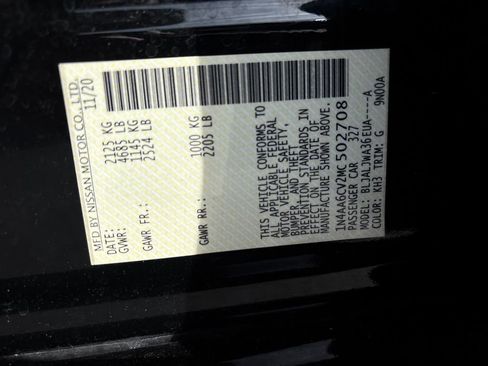 MFD BY NISSAN MOTOR CO., LTD.
11/20
GVWR: 2125 KG
4685 LB
GAWR FR.: 1145 KG
2524 LB
GAWR RR.: 1000 KG
2205 LB
THIS VEHICLE CONFORMS TO
ALL APPLICABLE FEDERAL
MOTOR VEHICLE SAFETY,
BUMPER, AND THEFT
PREVENTION STANDARDS IN
EFFECT ON THE DATE OF
MANUFACTURE SHOWN ABOVE.
1N4AA6CV2MC502708
PASSENGER CAR 327
MODEL: BLJALJWA36EUA----A
COLOR: KH3 TRIM: G 9N00A